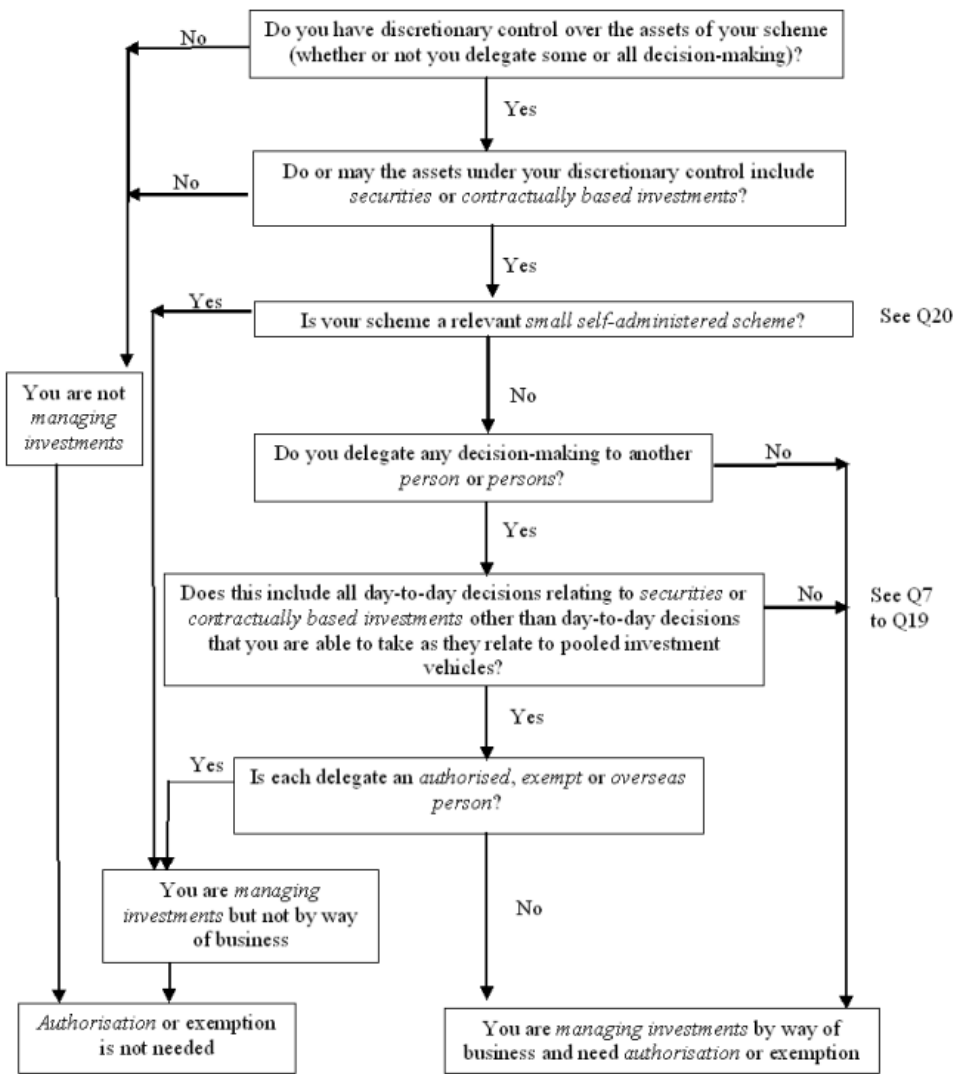 Do you have discretionary control over the assets of your scheme
(whether or not you delegate some or all decision-making)?
No
Yes
Do or may the assets under your discretionary control include
securities or contractually based investments?
No
Yes
Yes
Is your scheme a relevant small self-administered scheme?
See Q20
No
You are not
managing
investments
Do you delegate any decision-making to another
person or persons?
No
Yes
Does this include all day-to-day decisions relating to securities or
contractually based investments other than day-to-day decisions
that you are able to take as they relate to pooled investment
vehicles?
No
See Q7
to Q19
Yes
Yes
Is each delegate an authorised, exempt or overseas
person?
No
You are managing
investments but not by way
of business
Authorisation or exemption
is not needed
You are managing investments by way of
business and need authorisation or exemption